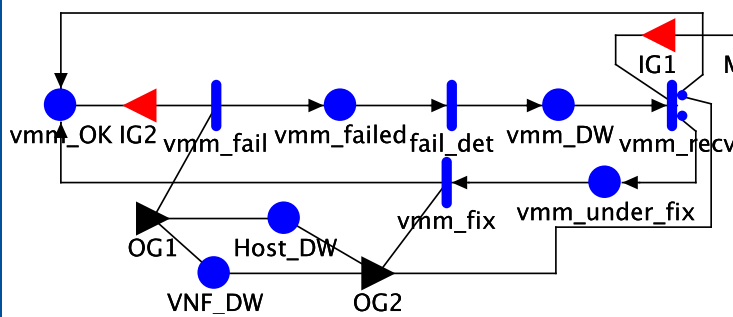 IG1
vmm_OK IG2 vmm_fail vmm_failed fail_det vmm_DW vmm_recv
vmm_fix vmm_under_fix
OG1 Host_DW
VNF_DW OG2